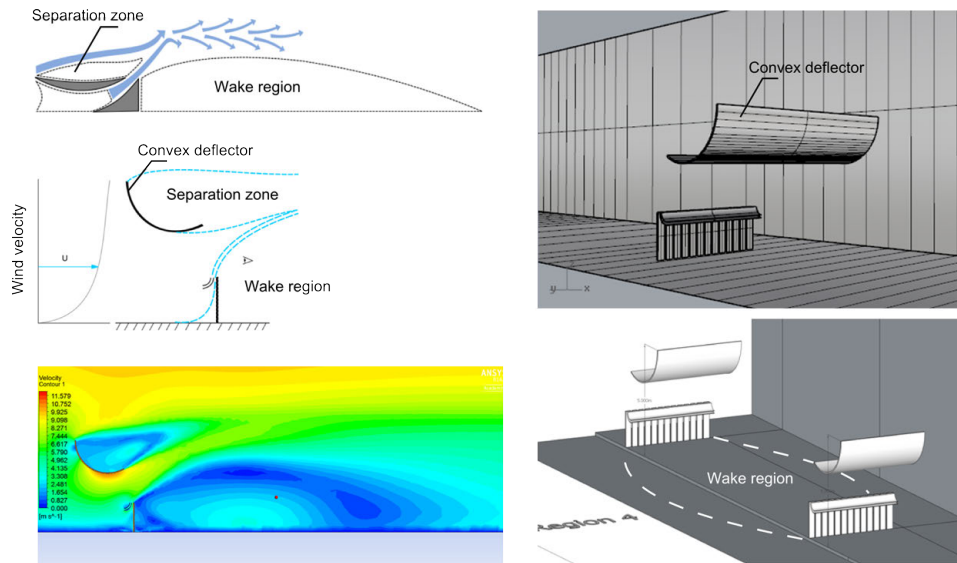 Separation zone
Wake region
Convex deflector
Separation zone
Wind velocity
U
Wake region
Velocity
Contour 1
11.579
10.752
9.925
9.098
8.271
7.444
6.617
5.790
4.962
4.135
3.308
2.481
1.654
0.827
0.000
[m s^-1]
ANSY
Convex deflector
y
x
Wake region
Region 4